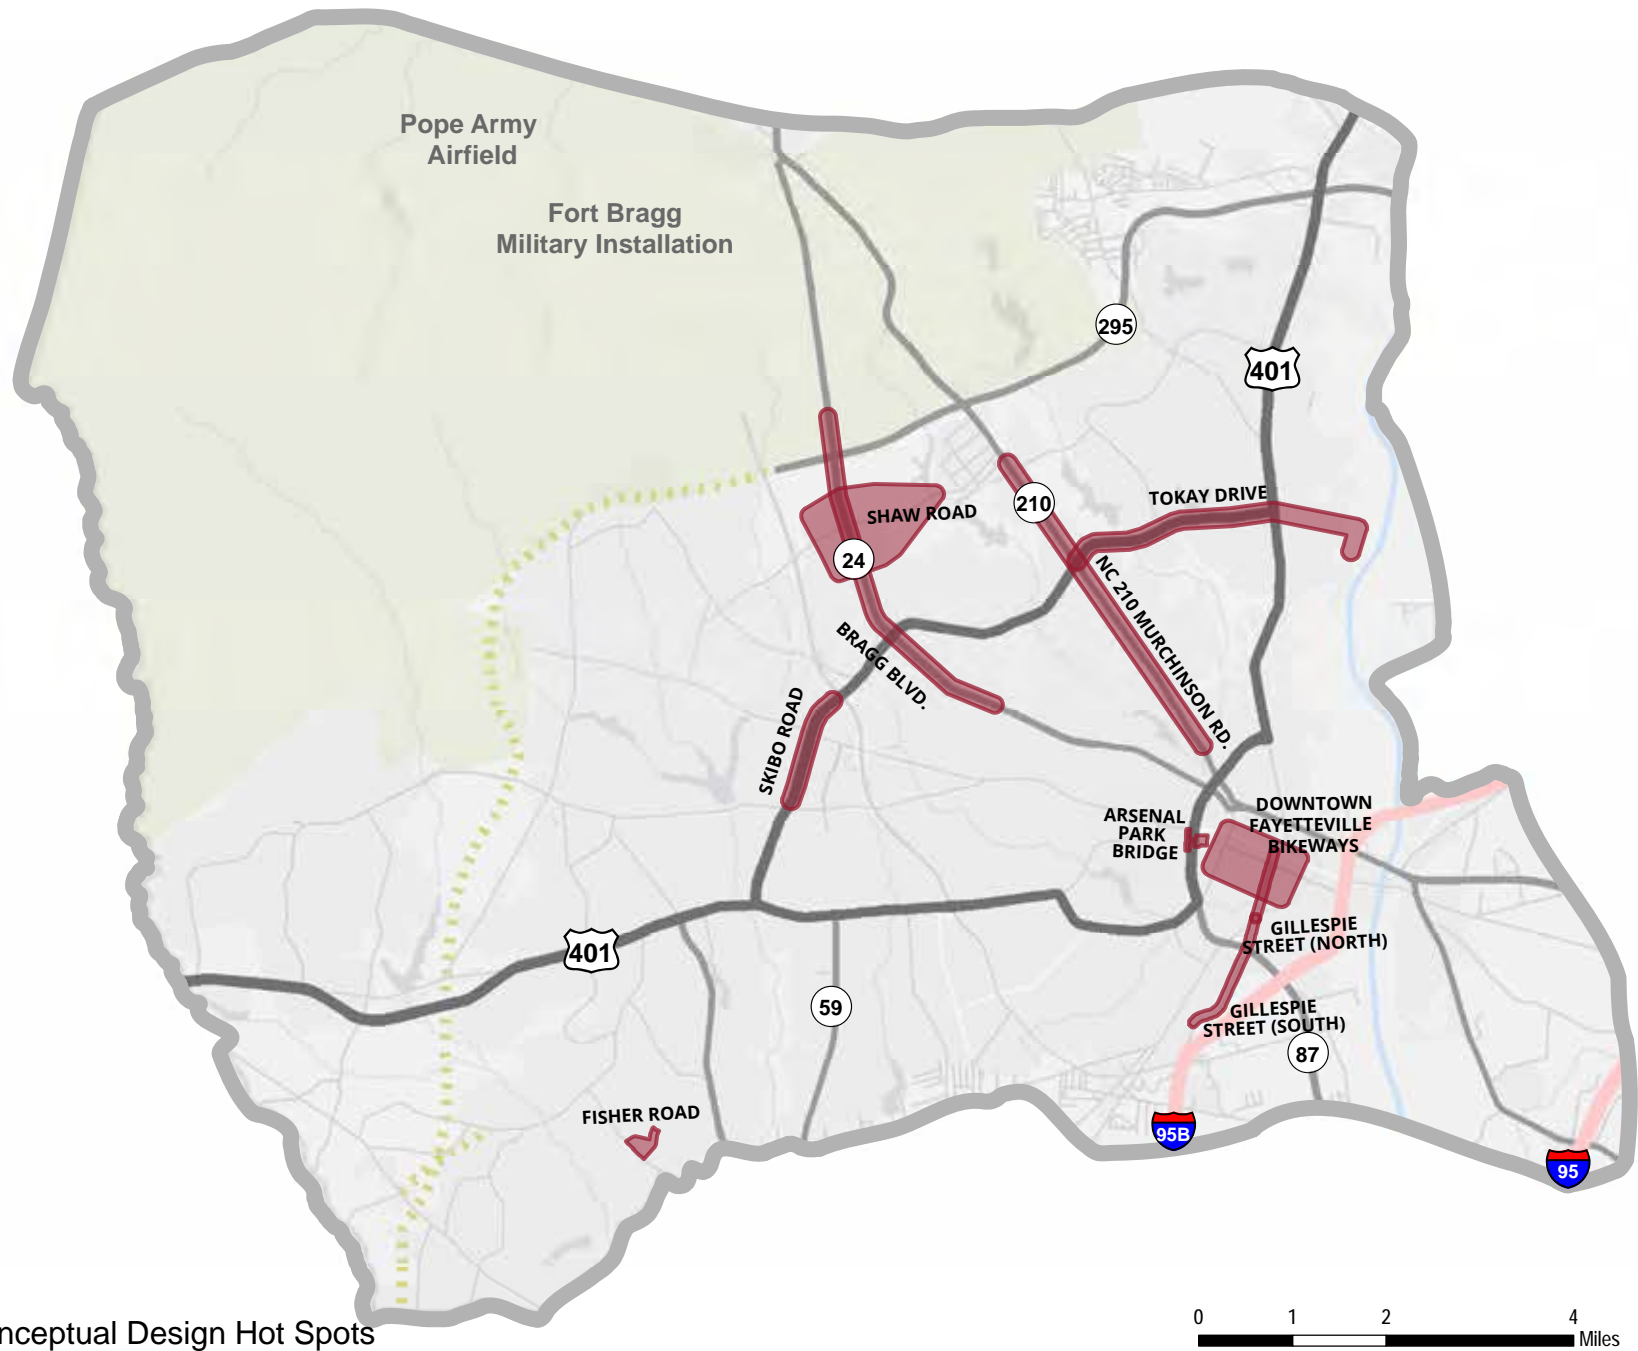 Pope Army
Airfield
Fort Bragg
Military Installation
295
401
SHAW ROAD
210
TOKAY DRIVE
24
NC 210 MURCHINSON RD.
BRAGG BLVD.
SKIBO ROAD
ARSENAL
PARK
BRIDGE
DOWNTOWN
FAYETTEVILLE
BIKEWAYS
GILLESPIE
STREET (NORTH)
401
59
GILLESPIE
STREET (SOUTH)
87
FISHER ROAD
95B
95
nceptual Design Hot Spots
0 1 2 4
Miles